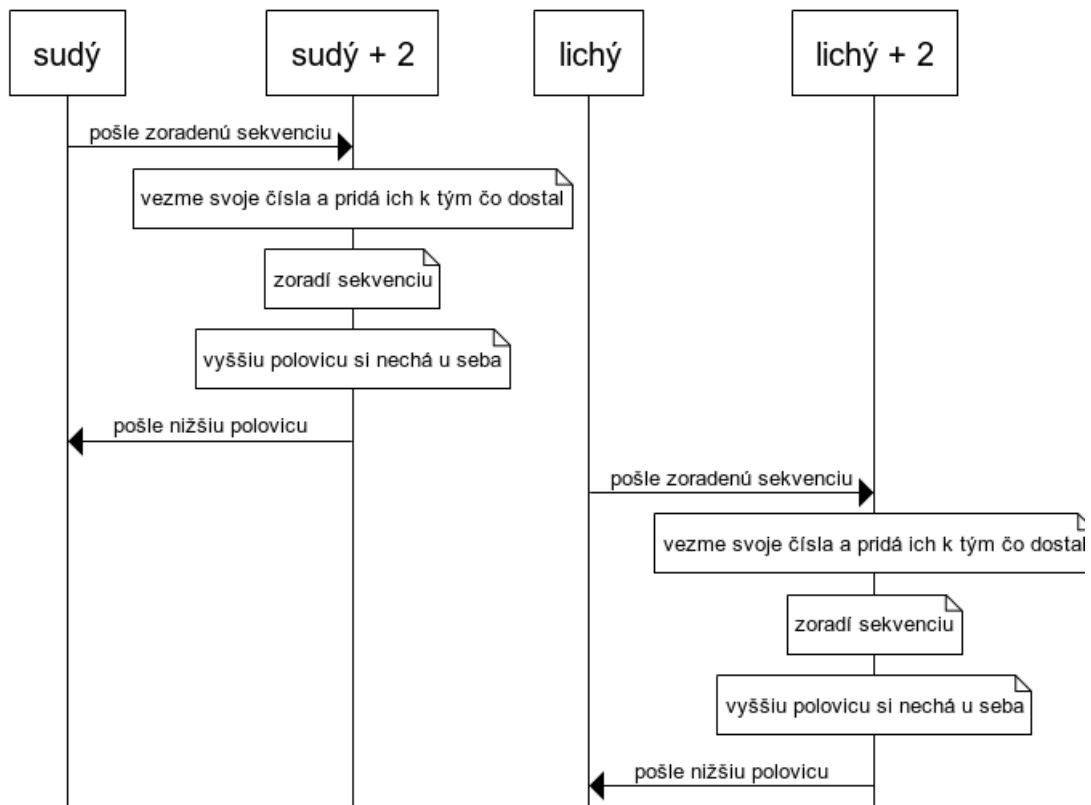 sudý
sudý + 2
lichý
lichý + 2
pošle zoradenú sekvenciu
vezme svoje čísla a pridá ich k tým čo dostal
zoradí sekvenciu
vyššiu polovicu si nechá u seba
pošle nižšiu polovicu
pošle zoradenú sekvenciu
vezme svoje čísla a pridá ich k tým čo dostal
zoradí sekvenciu
vyššiu polovicu si nechá u seba
pošle nižšiu polovicu